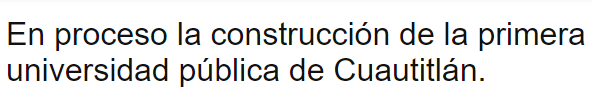 En proceso la construcción de la primera
universidad pública de Cuautitlán.